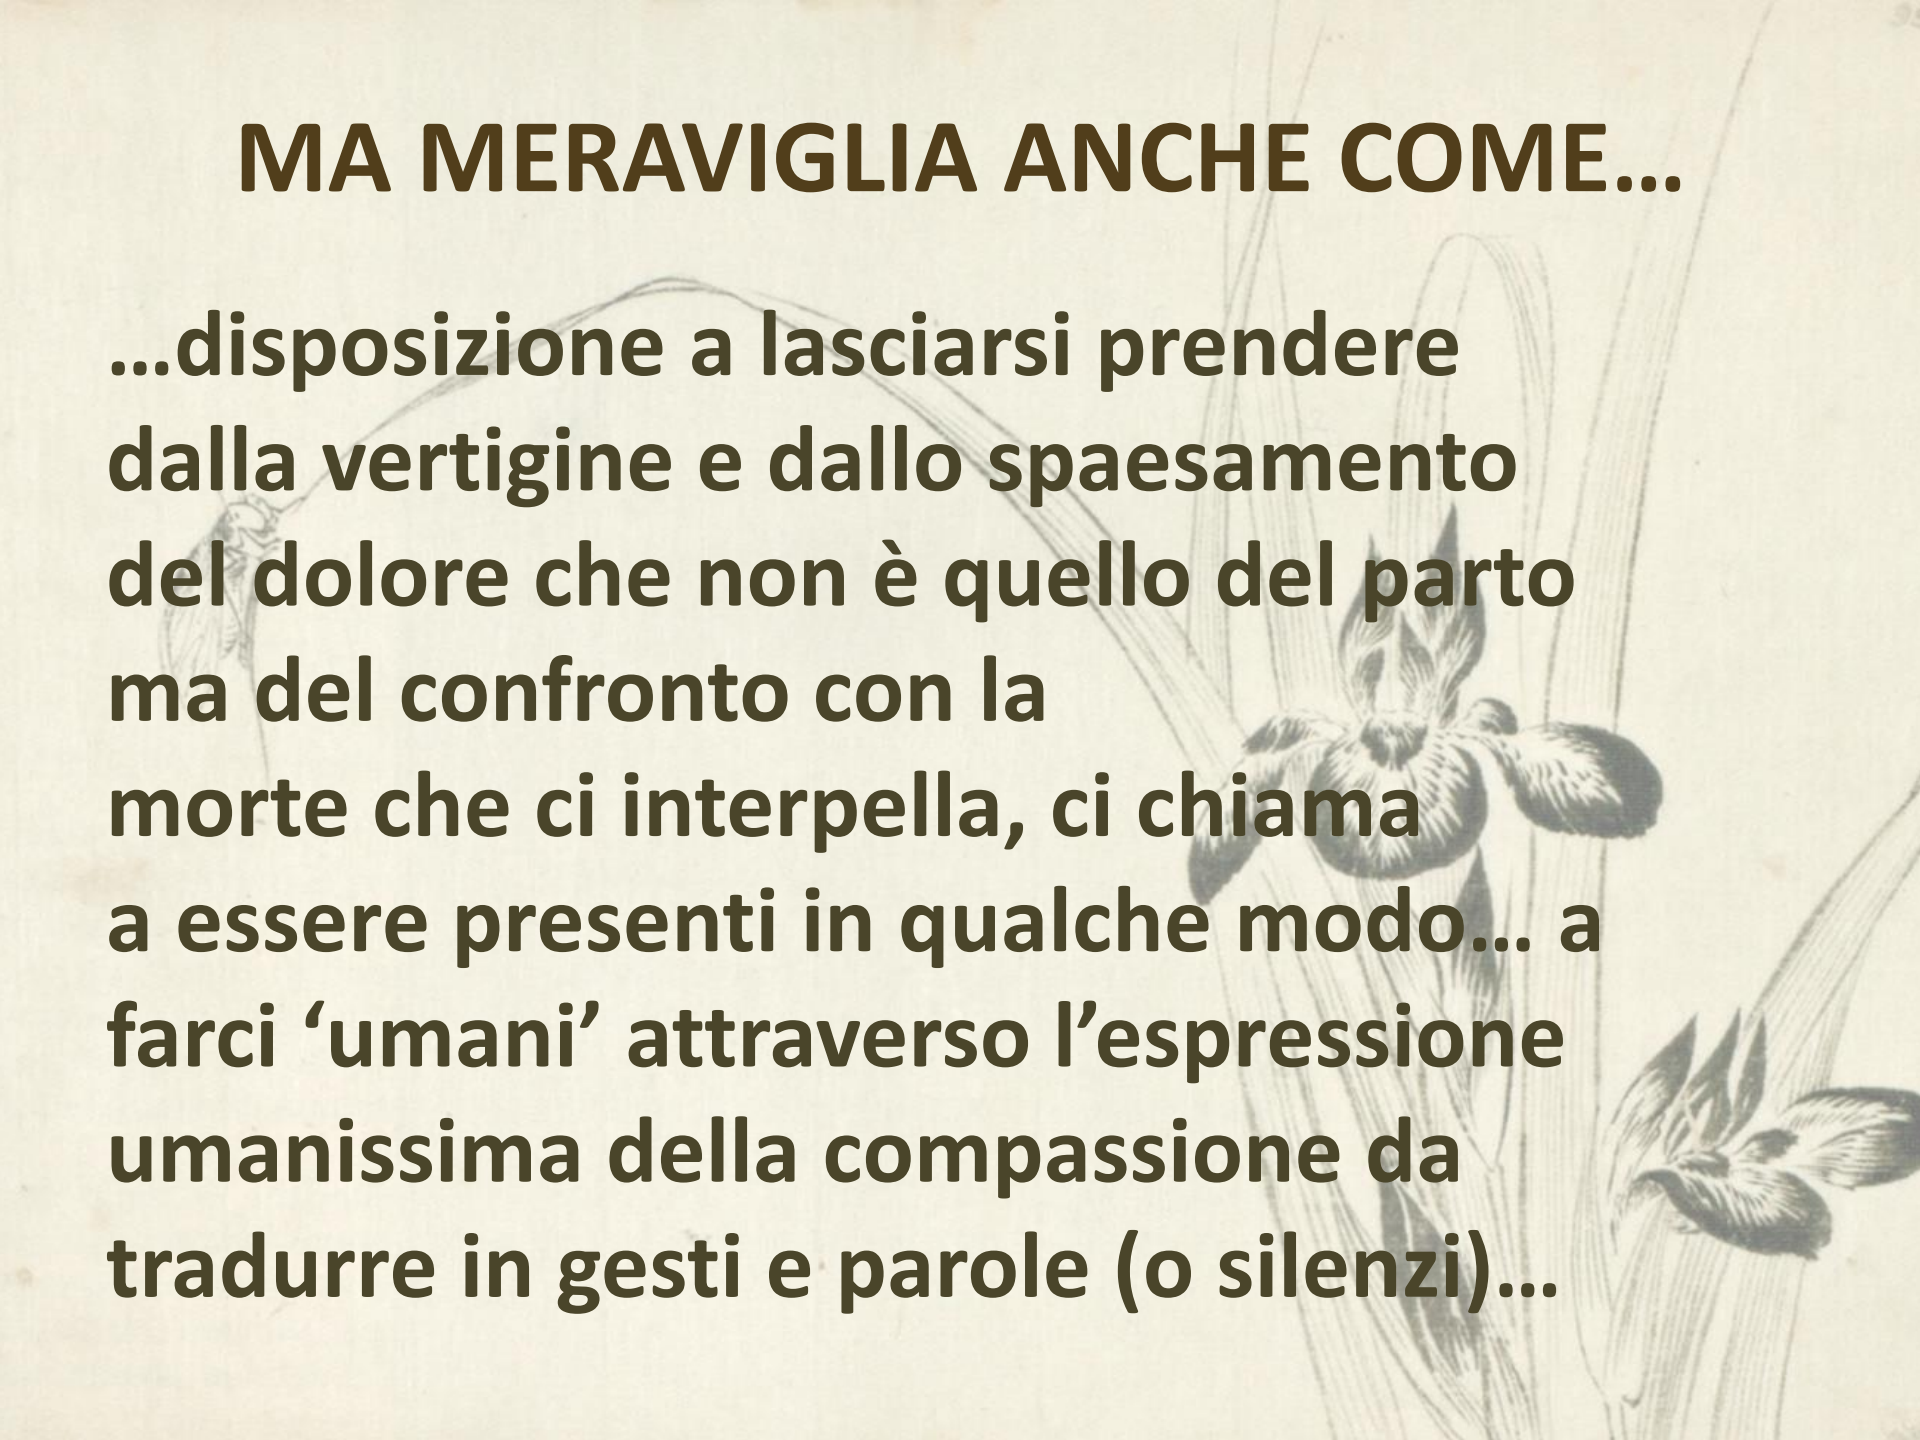 MA MERAVIGLIA ANCHE COME…
…disposizione a lasciarsi prendere
dalla vertigine e dallo spaesamento
del dolore che non è quello del parto
ma del confronto con la
morte che ci interpella, ci chiama
a essere presenti in qualche modo… a
farci ‘umani’ attraverso l’espressione
umanissima della compassione da
tradurre in gesti e parole (o silenzi)…